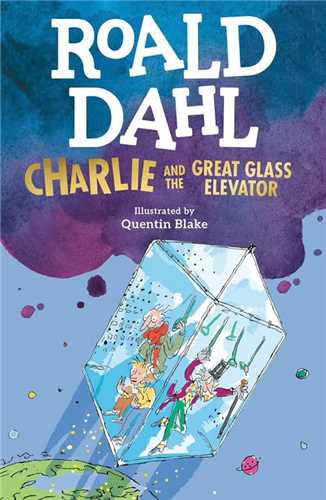 ROALD
DAHL
CHARLIE AND THE GREAT GLASS ELEVATOR
Illustrated by
Quentin Blake